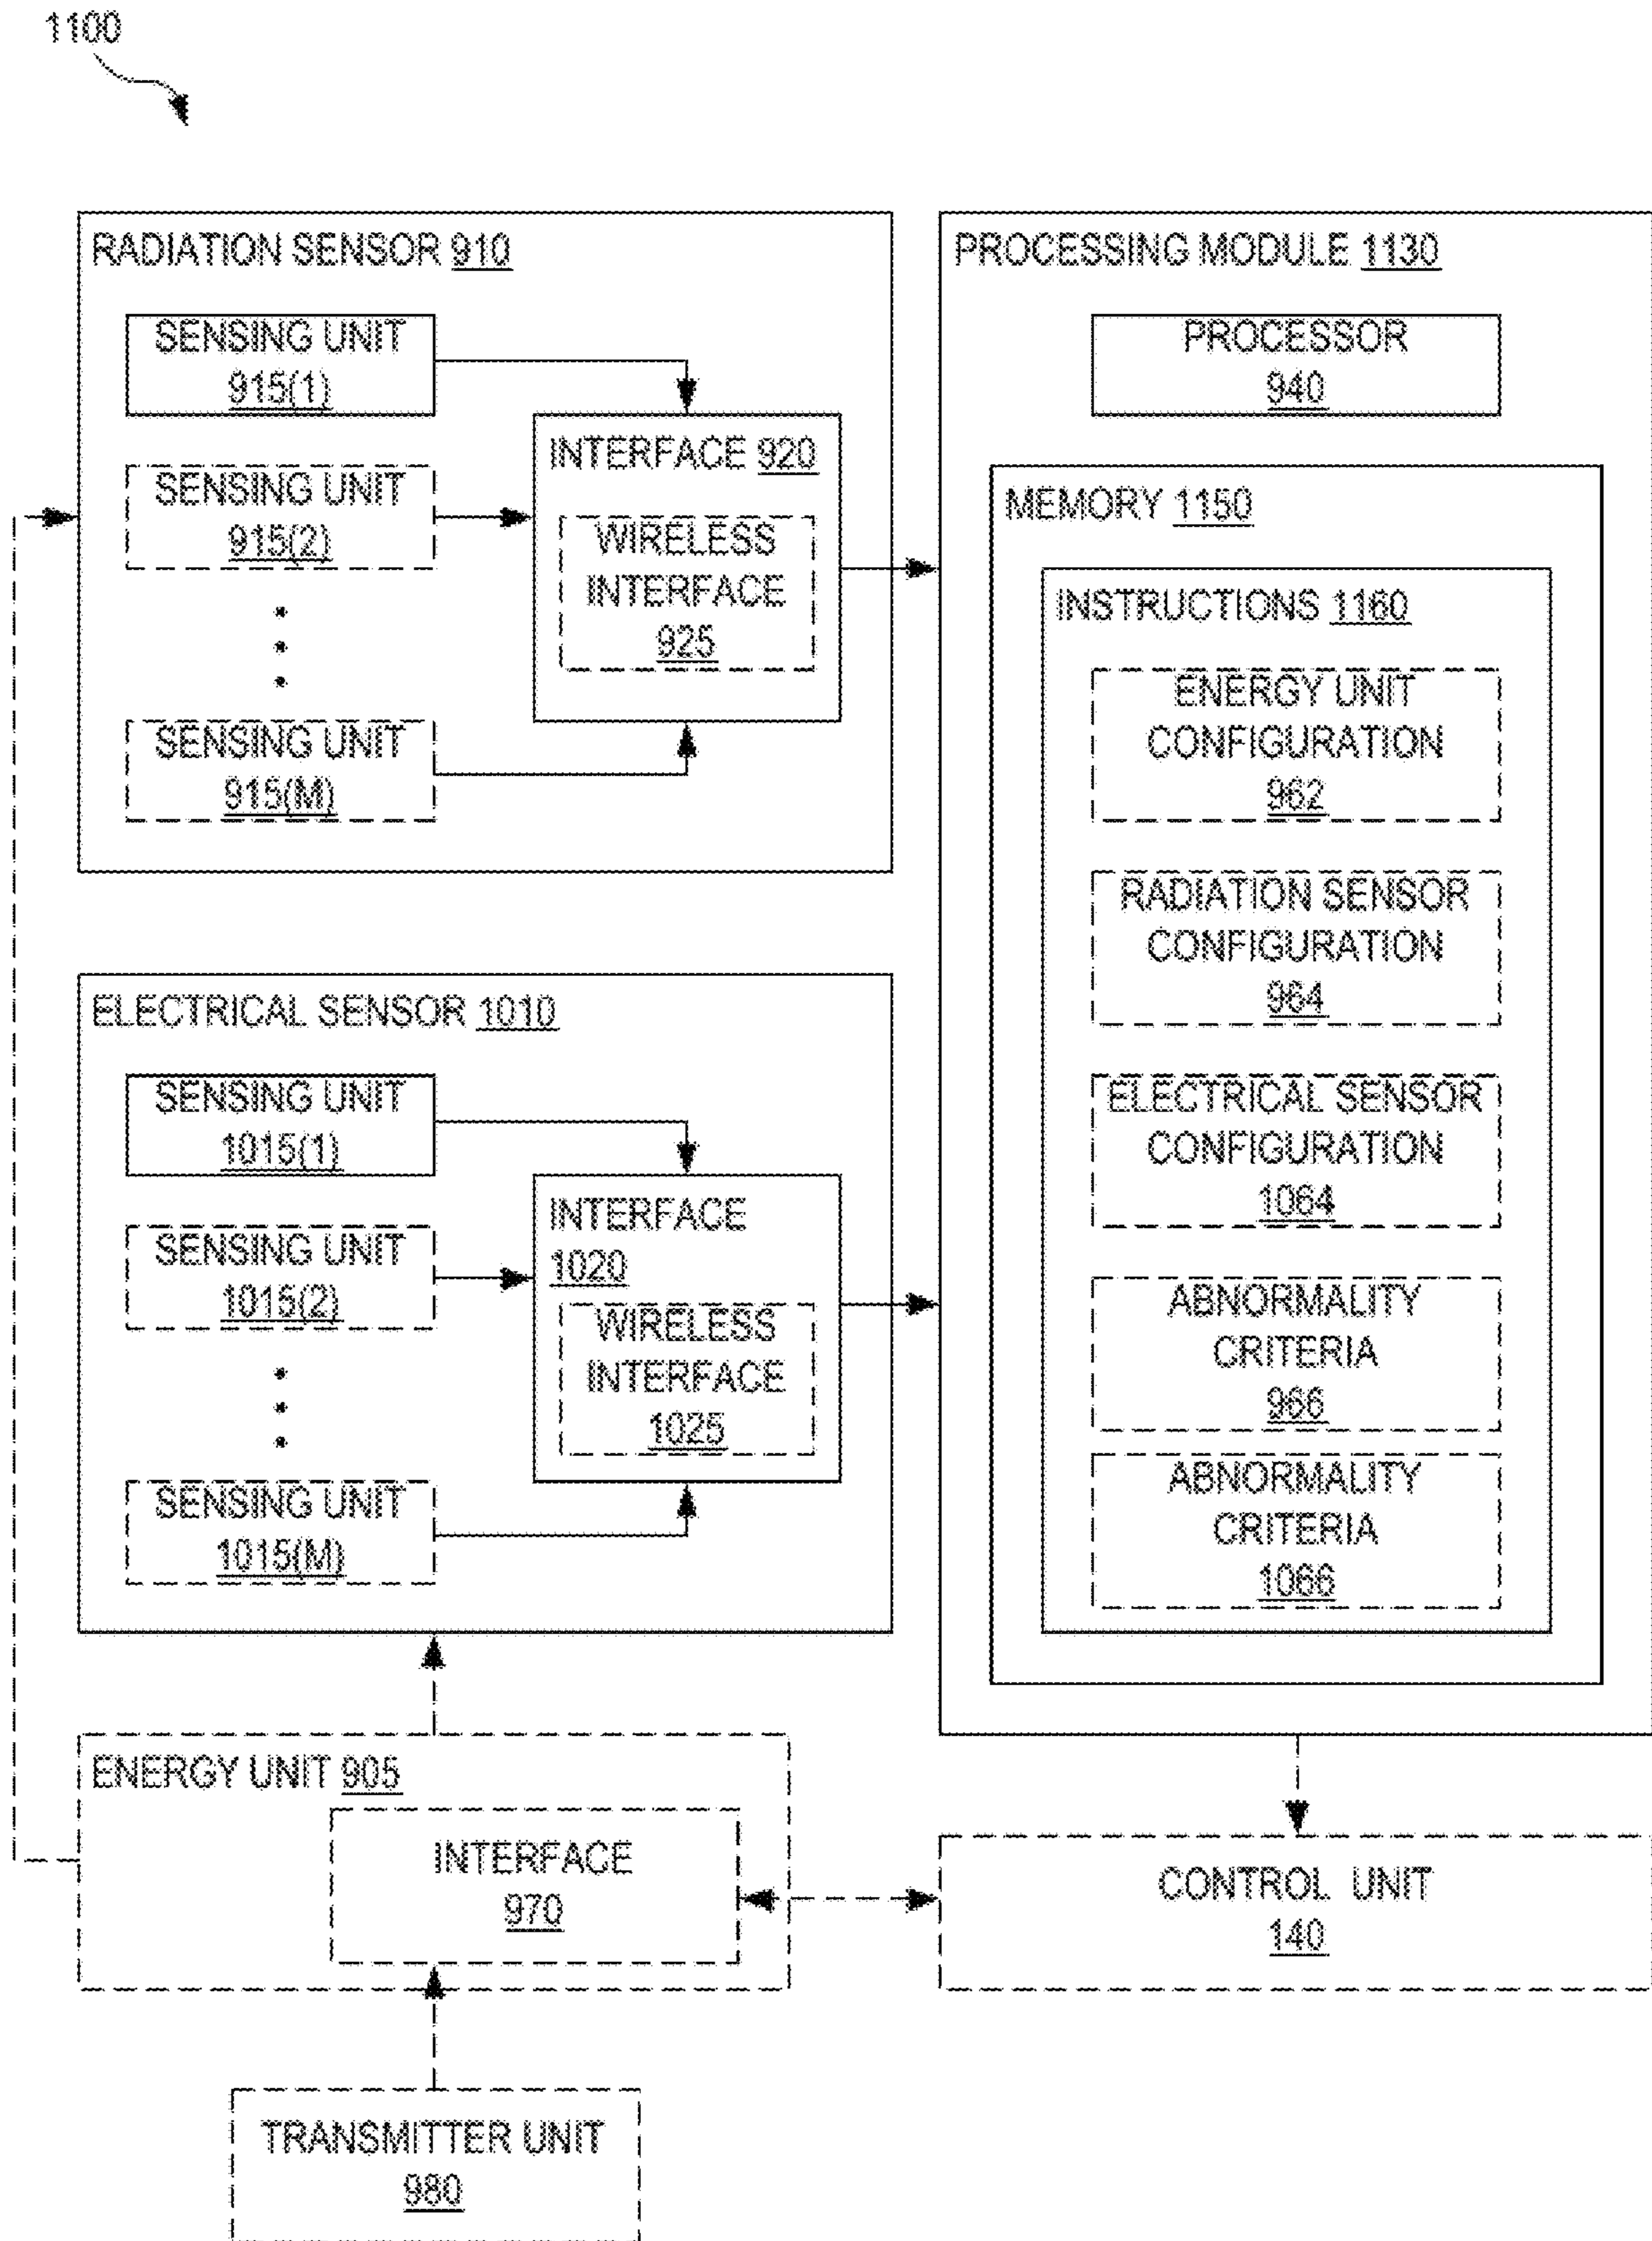 1100
RADIATION SENSOR 910
SENSING UNIT
915(1)
SENSING UNIT
915(2)
SENSING UNIT
915(M)
INTERFACE 920
WIRELESS
INTERFACE
925
ELECTRICAL SENSOR 1010
SENSING UNIT
1015(1)
SENSING UNIT
1015(2)
SENSING UNIT
1015(M)
INTERFACE
1020
WIRELESS
INTERFACE
1025
PROCESSING MODULE 1130
PROCESSOR
940
MEMORY 1150
INSTRUCTIONS 1160
ENERGY UNIT
CONFIGURATION
962
RADIATION SENSOR
CONFIGURATION
964
ELECTRICAL SENSOR
CONFIGURATION
1064
ABNORMALITY
CRITERIA
966
ABNORMALITY
CRITERIA
1066
ENERGY UNIT 905
INTERFACE
970
CONTROL UNIT
140
TRANSMITTER UNIT
980